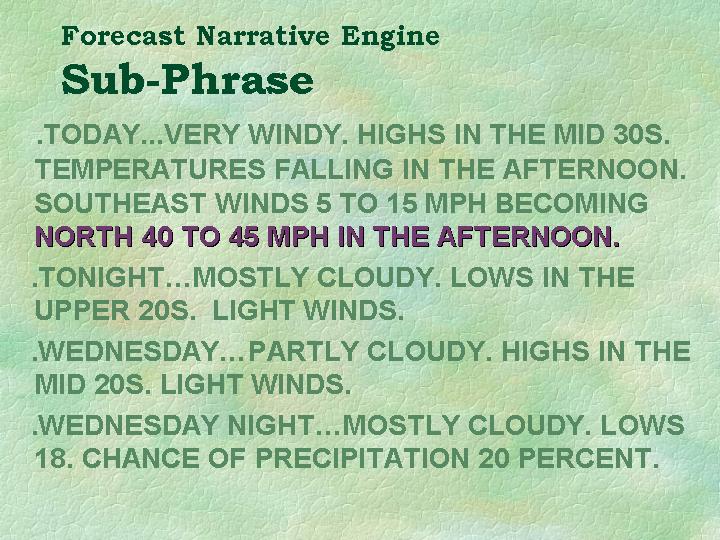 Forecast Narrative Engine
Sub-Phrase
.TODAY...VERY WINDY. HIGHS IN THE MID 30S.
TEMPERATURES FALLING IN THE AFTERNOON.
SOUTHEAST WINDS 5 TO 15 MPH BECOMING
NORTH 40 TO 45 MPH IN THE AFTERNOON.
.TONIGHT…MOSTLY CLOUDY. LOWS IN THE
UPPER 20S.  LIGHT WINDS.
.WEDNESDAY…PARTLY CLOUDY. HIGHS IN THE
MID 20S. LIGHT WINDS.
.WEDNESDAY NIGHT…MOSTLY CLOUDY. LOWS
18. CHANCE OF PRECIPITATION 20 PERCENT.